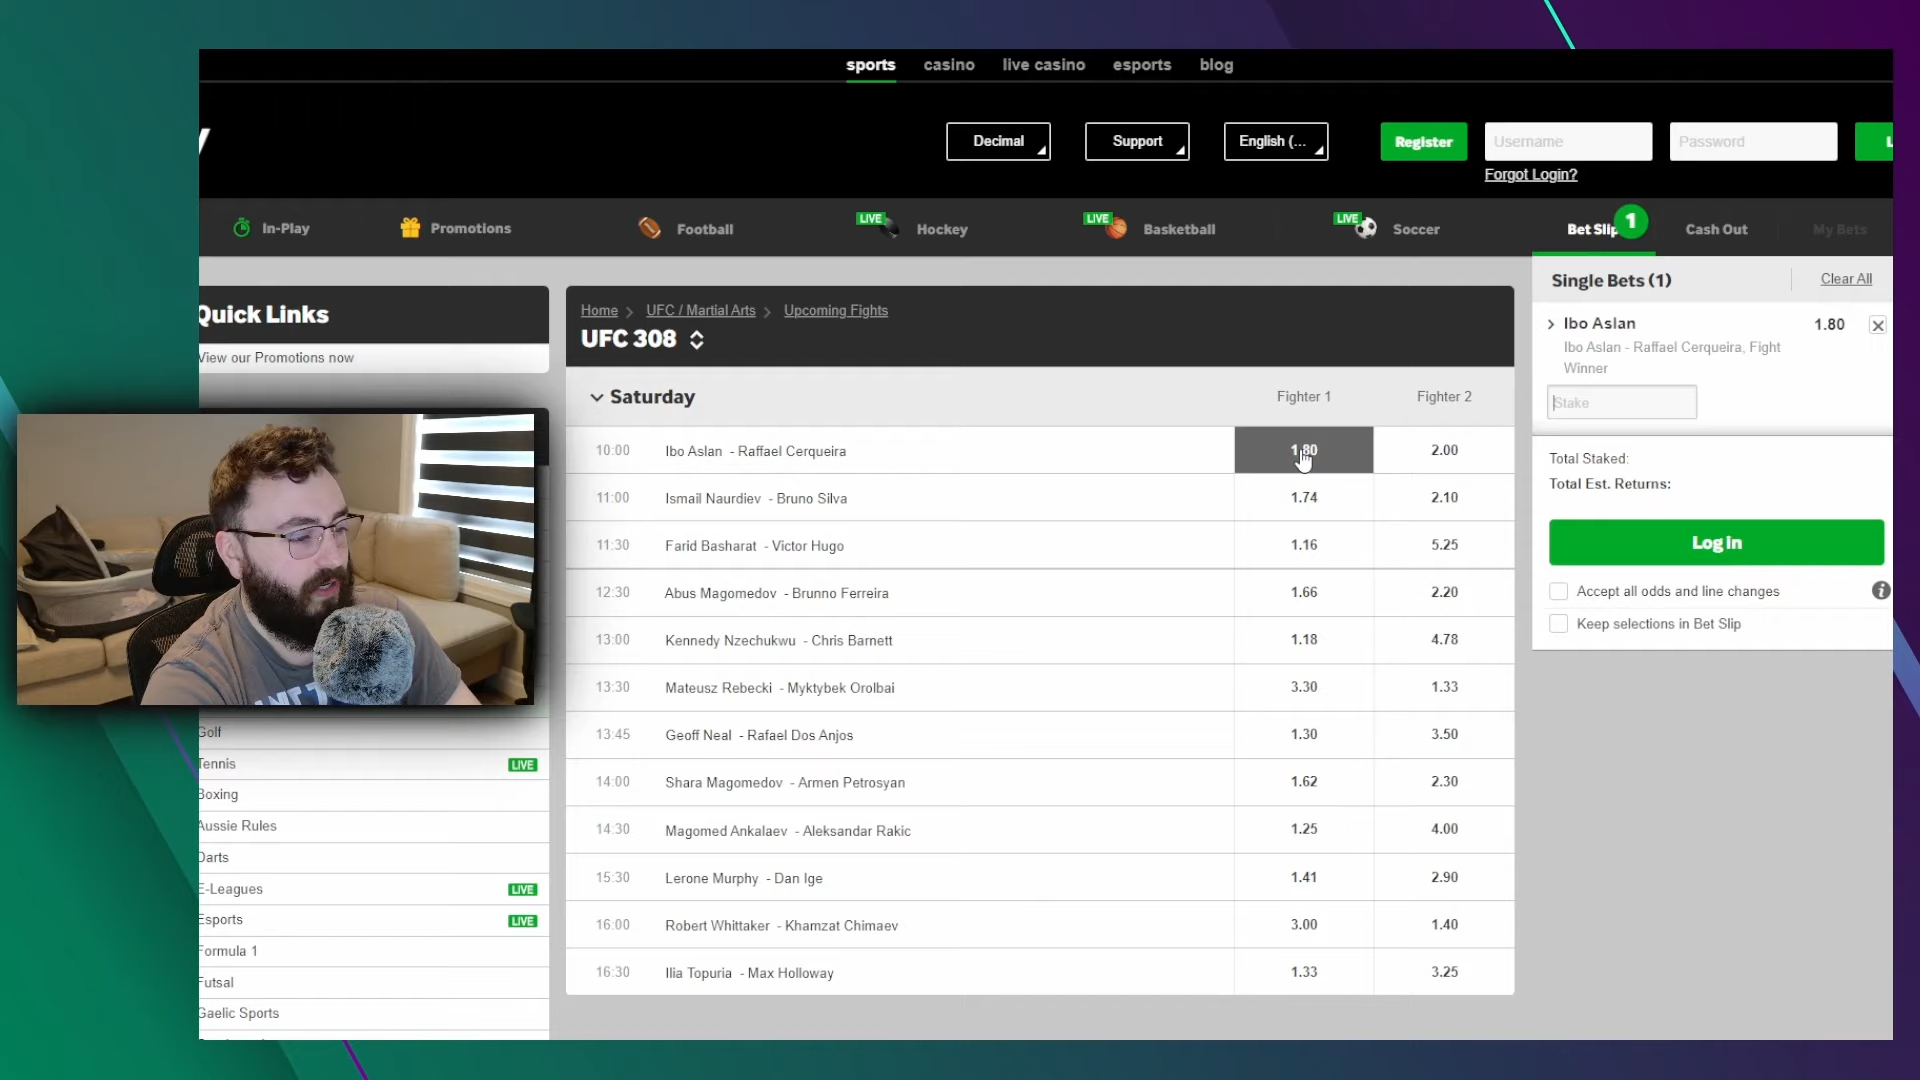 sports casino live casino esports blog
Decimal Support English (... Register Username Password
Forgot Login?
In-Play Promotions Football LIVE Hockey LIVE Basketball LIVE Soccer Bet Slip 1 Cash Out My Bets
Quick Links
View our Promotions now
Golf
Tennis LIVE
Boxing
Aussie Rules
Darts
E-Leagues LIVE
Esports LIVE
Formula 1
Futsal
Gaelic Sports
Home UFC / Martial Arts Upcoming Fights
UFC 308
Saturday Fighter 1 Fighter 2
10:00 Ibo Aslan - Raffael Cerqueira 1.80 2.00
11:00 Ismail Naurdiev - Bruno Silva 1.74 2.10
11:30 Farid Basharat - Victor Hugo 1.16 5.25
12:30 Abus Magomedov - Brunno Ferreira 1.66 2.20
13:00 Kennedy Nzechukwu - Chris Barnett 1.18 4.78
13:30 Mateusz Rebecki - Myktybek Orolbai 3.30 1.33
13:45 Geoff Neal - Rafael Dos Anjos 1.30 3.50
14:00 Shara Magomedov - Armen Petrosyan 1.62 2.30
14:30 Magomed Ankalaev - Aleksandar Rakic 1.25 4.00
15:30 Lerone Murphy - Dan Ige 1.41 2.90
16:00 Robert Whittaker - Khamzat Chimaev 3.00 1.40
16:30 Ilia Topuria - Max Holloway 1.33 3.25
Single Bets (1) Clear All
Ibo Aslan 1.80
Ibo Aslan - Raffael Cerqueira, Fight
Winner
Stake
Total Staked:
Total Est. Returns:
Log in
Accept all odds and line changes
Keep selections in Bet Slip